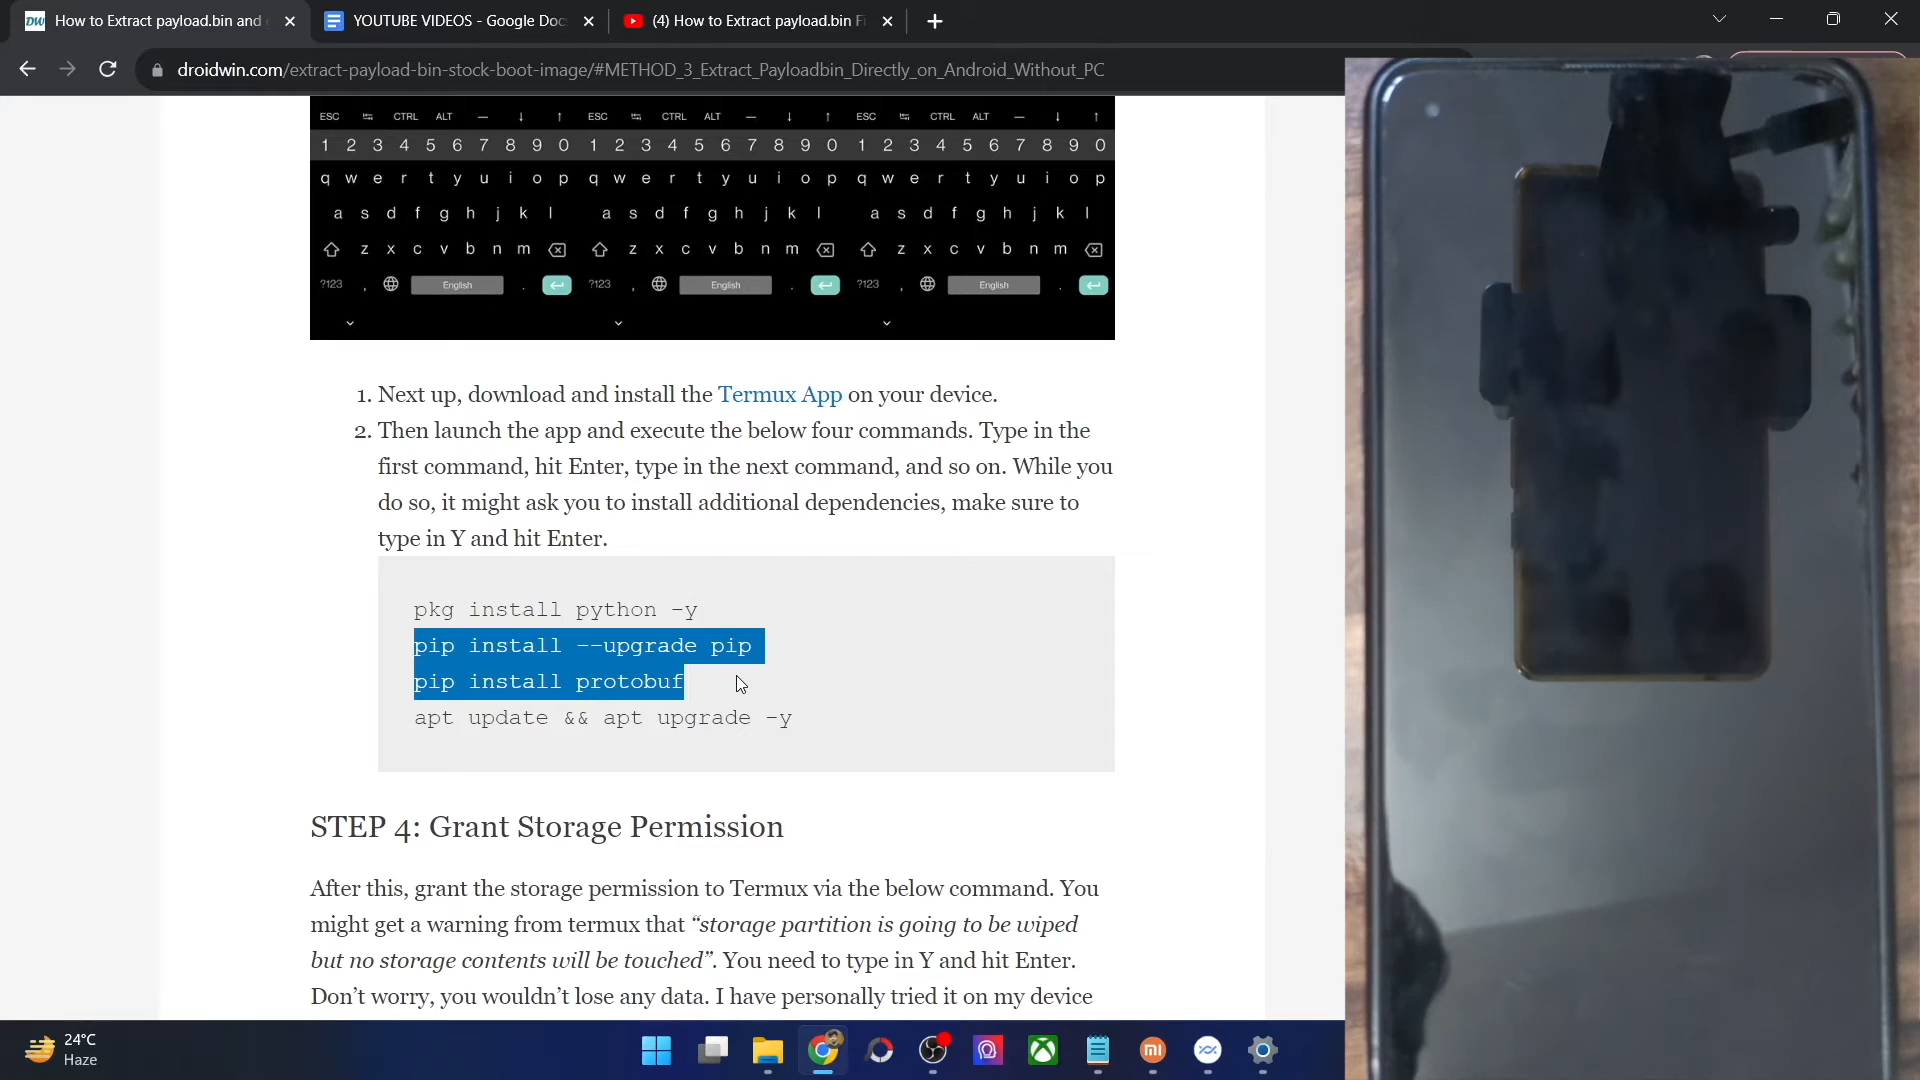 How to Extract payload.bin and
YOUTUBE VIDEOS - Google Doc
(4) How to Extract payload.bin Fi
droidwin.com/extract-payload-bin-stock-boot-image/#METHOD_3_Extract_Payloadbin_Directly_on_Android_Without_PC
ESC CTRL ALT — ↓ ↑ ESC CTRL ALT — ↓ ↑ ESC CTRL ALT — ↓ ↑
1 2 3 4 5 6 7 8 9 0 1 2 3 4 5 6 7 8 9 0 1 2 3 4 5 6 7 8 9 0
q w e r t y u i o p q w e r t y u i o p q w e r t y u i o p
a s d f g h j k l a s d f g h j k l a s d f g h j k l
z x c v b n m z x c v b n m z x c v b n m
?123 , English . ?123 , English . ?123 , English .
1. Next up, download and install the Termux App on your device.
2. Then launch the app and execute the below four commands. Type in the
first command, hit Enter, type in the next command, and so on. While you
do so, it might ask you to install additional dependencies, make sure to
type in Y and hit Enter.
pkg install python -y
pip install --upgrade pip
pip install protobuf
apt update && apt upgrade -y
STEP 4: Grant Storage Permission
After this, grant the storage permission to Termux via the below command. You
might get a warning from termux that “storage partition is going to be wiped
but no storage contents will be touched”. You need to type in Y and hit Enter.
Don’t worry, you wouldn’t lose any data. I have personally tried it on my device
24°C
Haze